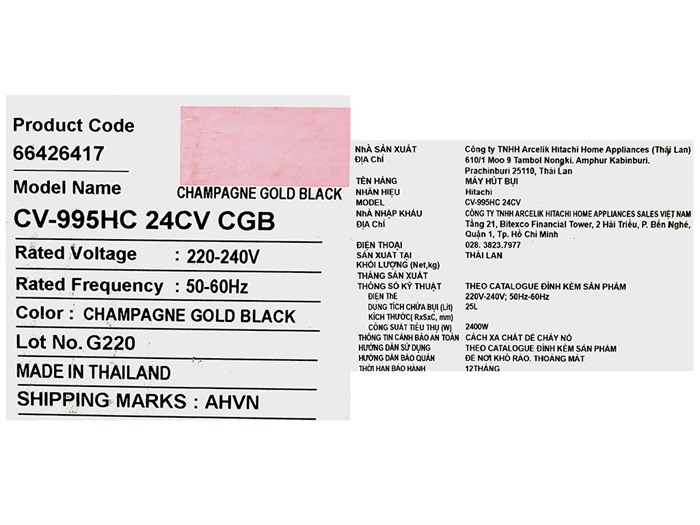 Product Code
66426417
Model Name
CHAMPAGNE GOLD BLACK
CV-995HC 24CV CGB
Rated Voltage : 220-240V
Rated Frequency : 50-60Hz
Color : CHAMPAGNE GOLD BLACK
Lot No. G220
MADE IN THAILAND
SHIPPING MARKS : AHVN
NHÀ SẢN XUẤT Công ty TNHH Arcelik Hitachi Home Appliances (Thái Lan)
ĐỊA CHỈ 610/1 Moo 9 Tambol Nongki. Amphur Kabinburi.
Prachinburi 25110, Thái Lan
TÊN HÀNG MÁY HÚT BỤI
NHÃN HIỆU Hitachi
MODEL CV-995HC 24CV
NHÀ NHẬP KHẨU CÔNG TY TNHH ARCELIK HITACHI HOME APPLIANCES SALES VIỆT NAM
ĐỊA CHỈ Tầng 21, Bitexco Financial Tower, 2 Hải Triều, P. Bến Nghé,
Quận 1, Tp. Hồ Chí Minh
ĐIỆN THOẠI 028. 3823.7977
SẢN XUẤT TẠI THÁI LAN
KHỐI LƯỢNG (Net,kg)
THÁNG SẢN XUẤT
THÔNG SỐ KỸ THUẬT THEO CATALOGUE ĐÍNH KÈM SẢN PHẨM
ĐIỆN THẾ 220V-240V; 50Hz-60Hz
DUNG TÍCH CHỨA BỤI (Lít) 25L
KÍCH THƯỚC( RxSxC, mm)
CÔNG SUẤT TIÊU THỤ (W) 2400W
THÔNG TIN CẢNH BÁO AN TOÀN CÁCH XA CHẤT DỄ CHÁY NỔ
HƯỚNG DẪN SỬ DỤNG THEO CATALOGUE ĐÍNH KÈM SẢN PHẨM
HƯỚNG DẪN BẢO QUẢN ĐỂ NƠI KHÔ RÁO. THOÁNG MÁT
THỜI HẠN BẢO HÀNH 12THÁNG